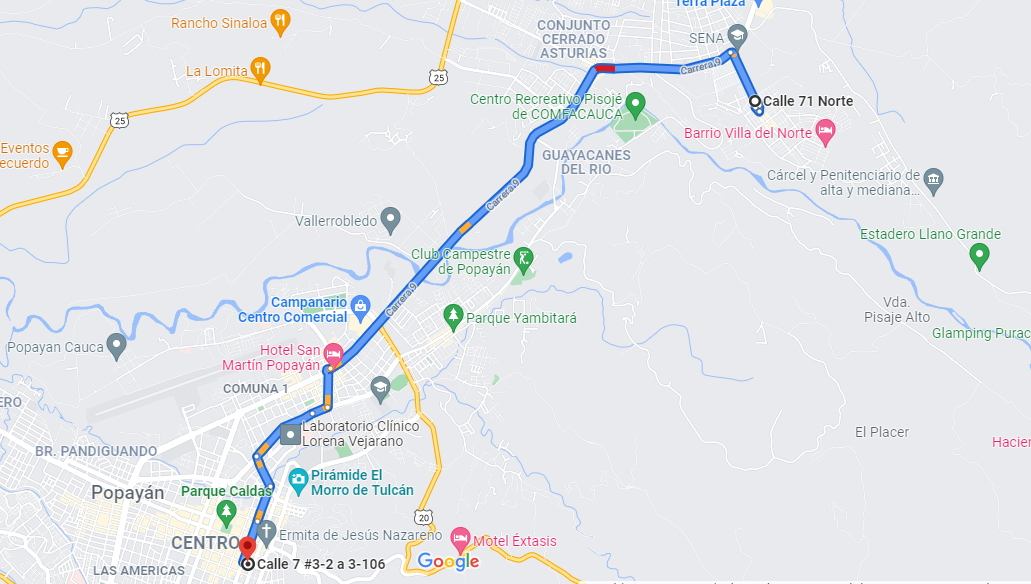 Terra Plaza
Rancho Sinaloa
CONJUNTO
CERRADO
ASTURIAS
SENA
La Lomita
25
Carrera 9
Centro Recreativo Pisojé
de COMFACAUCA
Calle 71 Norte
25
Barrio Villa del Norte
Eventos
ecuerdo
GUAYACANES
DEL RIO
Cárcel y Penitenciario de
alta y mediana...
Carrera 9
Vallerrobledo
Estadero Llano Grande
Club Campestre
de Popayán
Carrera 9
Campanario
Centro Comercial
Vda.
Pisaje Alto
Parque Yambitará
Glamping Purac
Popayan Cauca
Hotel San
Martín Popayán
COMUNA 1
ERO
Laboratorio Clínico
Lorena Vejarano
El Placer
Hacier
BR. PANDIGUANDO
Pirámide El
Morro de Tulcán
Popayán
Parque Caldas
20
Ermita de Jesús Nazareno
CENTRO
Motel Éxtasis
Google
Calle 7 #3-2 a 3-106
LAS AMERICAS